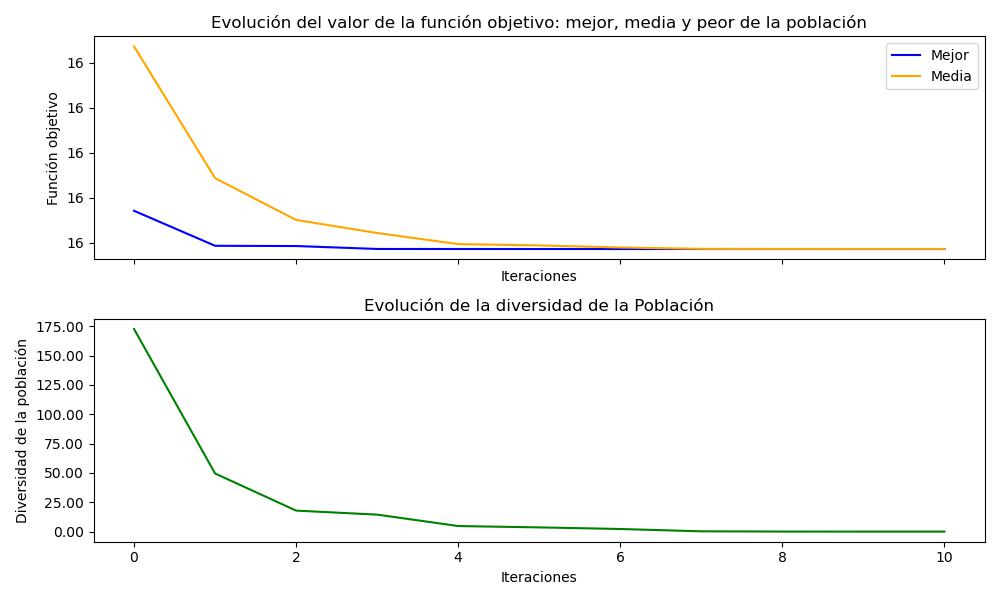 Evolución del valor de la función objetivo: mejor, media y peor de la población
Función objetivo
16
16
16
16
16
Mejor
Media
Iteraciones
Evolución de la diversidad de la Población
Diversidad de la población
175.00
150.00
125.00
100.00
75.00
50.00
25.00
0.00
0 2 4 6 8 10
Iteraciones